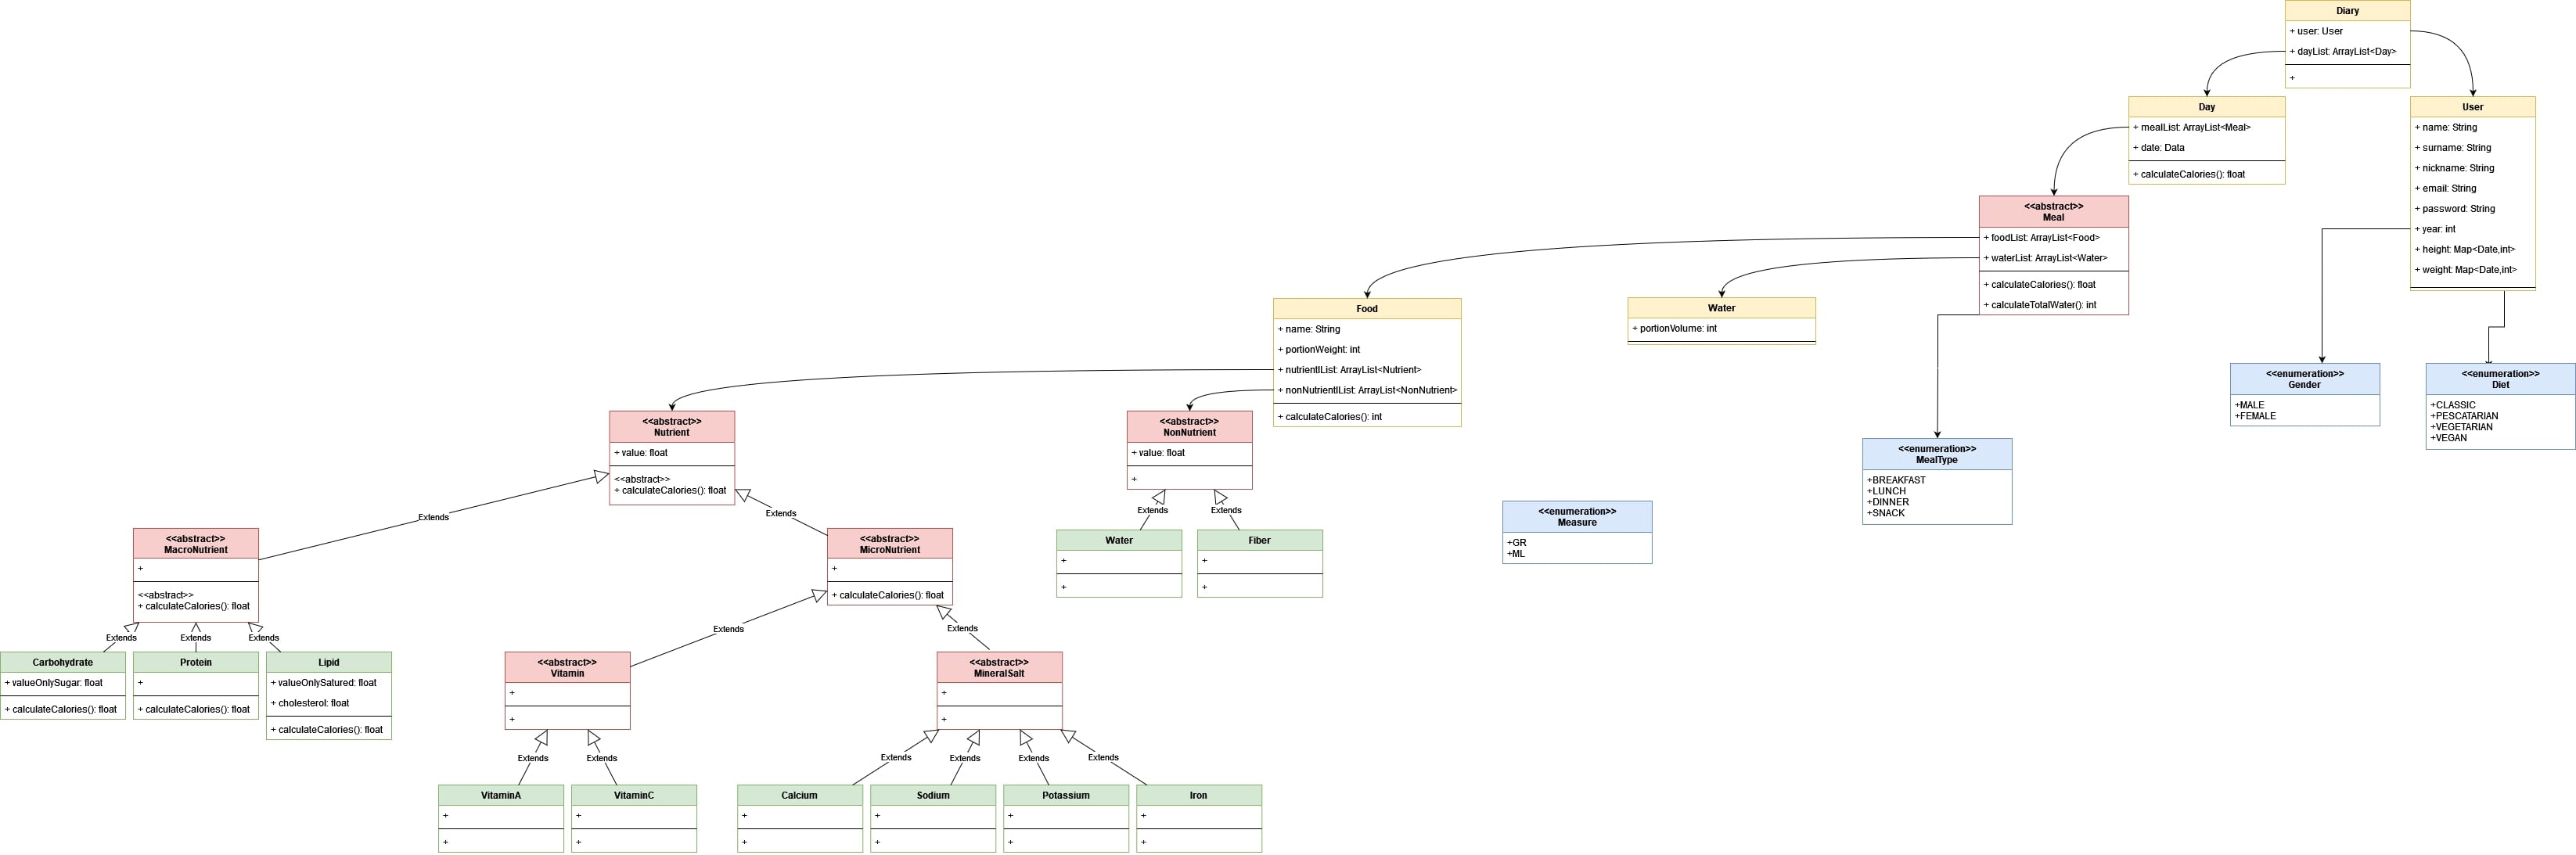 Diary
+ user: User
+ dayList: ArrayList<Day>
+
Day
+ mealList: ArrayList<Meal>
+ date: Data
+ calculateCalories(): float
User
+ name: String
+ surname: String
+ nickname: String
+ email: String
+ password: String
+ year: int
+ height: Map<Date,int>
+ weight: Map<Date,int>
<<abstract>>
Meal
+ foodList: ArrayList<Food>
+ waterList: ArrayList<Water>
+ calculateCalories(): float
+ calculateTotalWater(): int
Food
+ name: String
+ portionWeight: int
+ nutrientlList: ArrayList<Nutrient>
+ nonNutrientlList: ArrayList<NonNutrient>
+ calculateCalories(): int
Water
+ portionVolume: int
<<enumeration>>
Gender
+MALE
+FEMALE
<<enumeration>>
Diet
+CLASSIC
+PESCATARIAN
+VEGETARIAN
+VEGAN
<<enumeration>>
MealType
+BREAKFAST
+LUNCH
+DINNER
+SNACK
<<enumeration>>
Measure
+GR
+ML
<<abstract>>
Nutrient
+ value: float
<<abstract>>
+ calculateCalories(): float
<<abstract>>
NonNutrient
+ value: float
+
Extends
Extends
Extends
Extends
<<abstract>>
MacroNutrient
+
<<abstract>>
+ calculateCalories(): float
<<abstract>>
MicroNutrient
+
+ calculateCalories(): float
Water
+
+
Fiber
+
+
Extends
Extends
Extends
Extends
Extends
Carbohydrate
+ valueOnlySugar: float
+ calculateCalories(): float
Protein
+
+ calculateCalories(): float
Lipid
+ valueOnlySatured: float
+ cholesterol: float
+ calculateCalories(): float
<<abstract>>
Vitamin
+
+
<<abstract>>
MineralSalt
+
+
Extends
Extends
Extends
Extends
Extends
Extends
VitaminA
+
+
VitaminC
+
+
Calcium
+
+
Sodium
+
+
Potassium
+
+
Iron
+
+